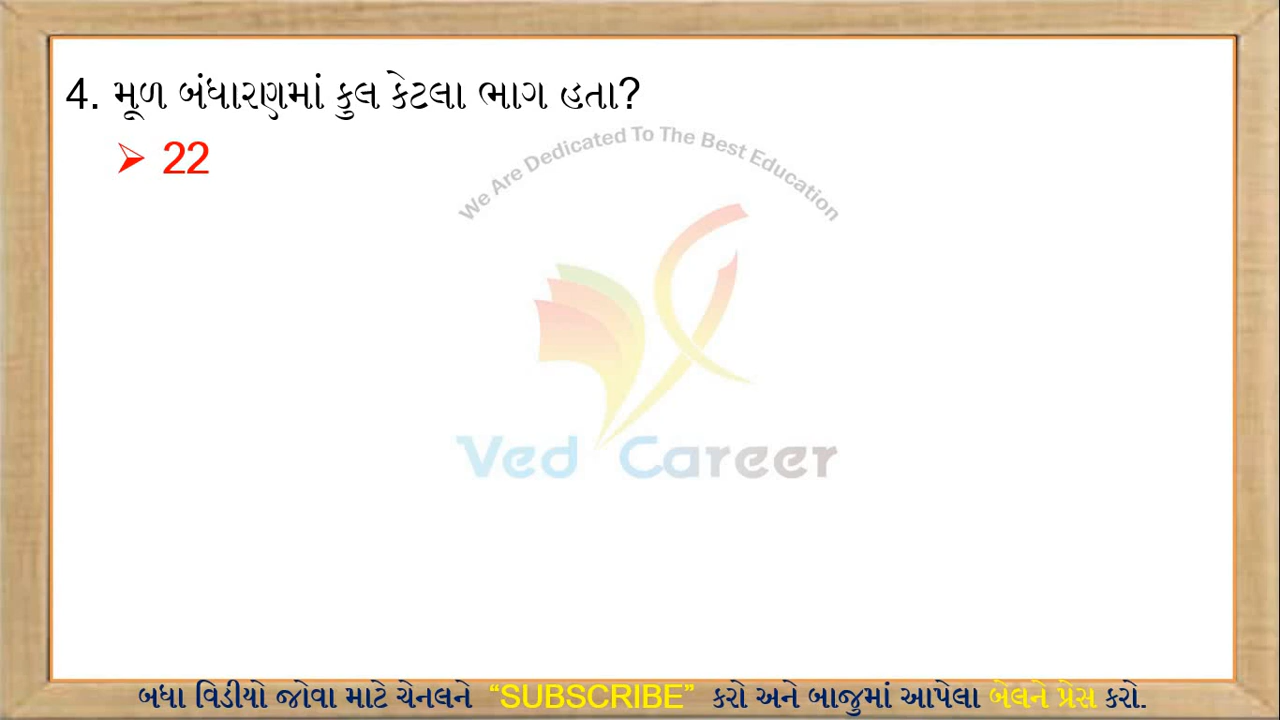 4. મૂળ બંધારણમાં કુલ કેટલા ભાગ હતા?
➢ 22
We Are Dedicated To The Best Education
Ved Career
બધા વિડીયો જોવા માટે ચેનલને “SUBSCRIBE” કરો અને બાજુમાં આપેલા બેલને પ્રેસ કરો.